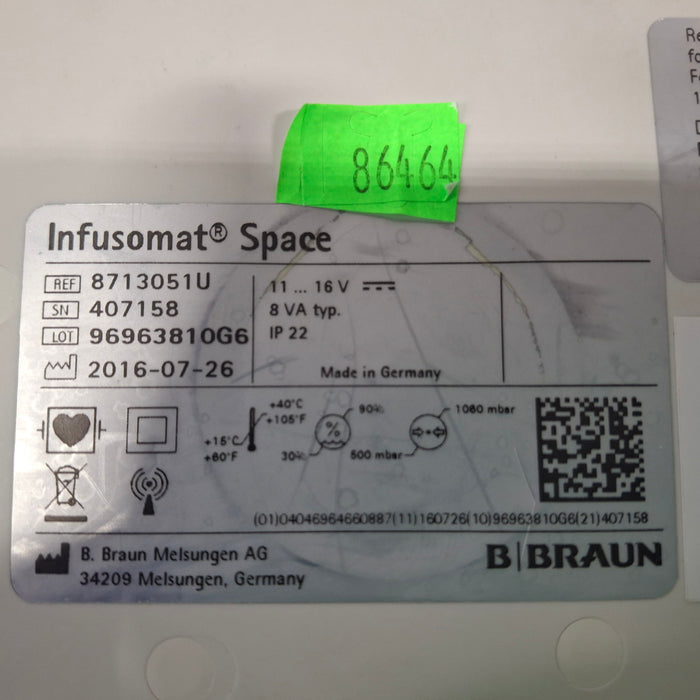 86464
Infusomat® Space
REF 8713051U
SN 407158
LOT 96963810G6
2016-07-26
11 ... 16 V
8 VA typ.
IP 22
Made in Germany
+40°C
+105°F
+15°C
+60°F
%
90%
30%
1060 mbar
500 mbar
(01)04046964660887(11)160726(10)96963810G6(21)407158
B. Braun Melsungen AG
34209 Melsungen, Germany
B|BRAUN